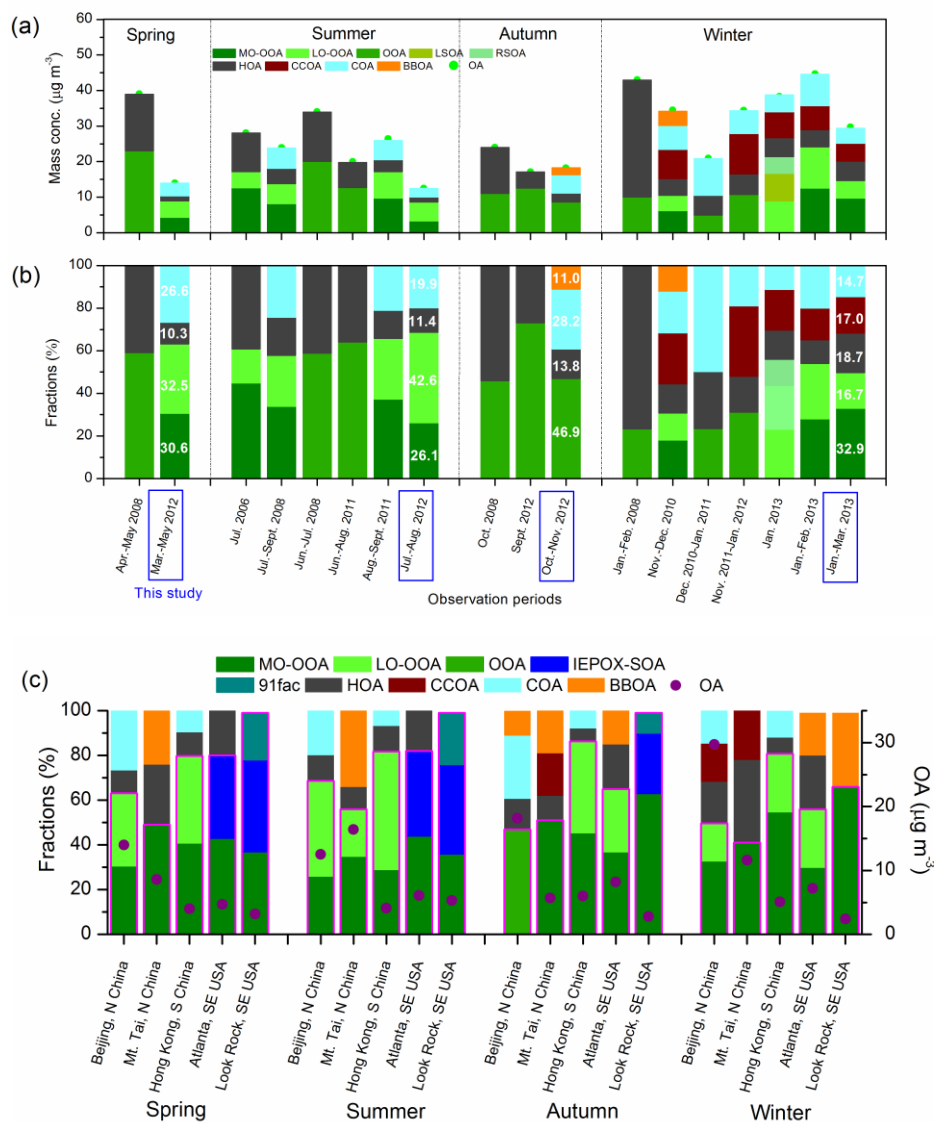 (a)
Spring
Summer
Autumn
Winter
MO-OOA LO-OOA OOA LSOA RSOA
HOA CCOA COA BBOA OA
Mass conc. (µg m⁻³)
60
50
40
30
20
10
0
(b)
Fractions (%)
100
80
60
40
20
0
26.6
10.3
32.5
30.6
19.9
11.4
42.6
26.1
11.0
28.2
13.8
46.9
14.7
17.0
18.7
16.7
32.9
Apr.-May 2008
Mar.-May 2012
Jul. 2006
Jul.-Sept. 2008
Jun.-Jul. 2008
Jun.-Aug. 2011
Aug.-Sept. 2011
Jul.-Aug. 2012
Oct. 2008
Sept. 2012
Oct.-Nov. 2012
Jan.-Feb. 2008
Nov.-Dec. 2010
Dec. 2010-Jan. 2011
Nov. 2011-Jan. 2012
Jan. 2013
Jan.-Feb. 2013
Jan.-Mar. 2013
This study
Observation periods
(c)
MO-OOA LO-OOA OOA IEPOX-SOA
91fac HOA CCOA COA BBOA OA
Fractions (%)
100
80
60
40
20
0
30
20
10
0
OA (µg m⁻³)
Beijing, N China
Mt. Tai, N China
Hong Kong, S China
Atlanta, SE USA
Look Rock, SE USA
Beijing, N China
Mt. Tai, N China
Hong Kong, S China
Atlanta, SE USA
Look Rock, SE USA
Beijing, N China
Mt. Tai, N China
Hong Kong, S China
Atlanta, SE USA
Look Rock, SE USA
Beijing, N China
Mt. Tai, N China
Hong Kong, S China
Atlanta, SE USA
Look Rock, SE USA
Spring
Summer
Autumn
Winter